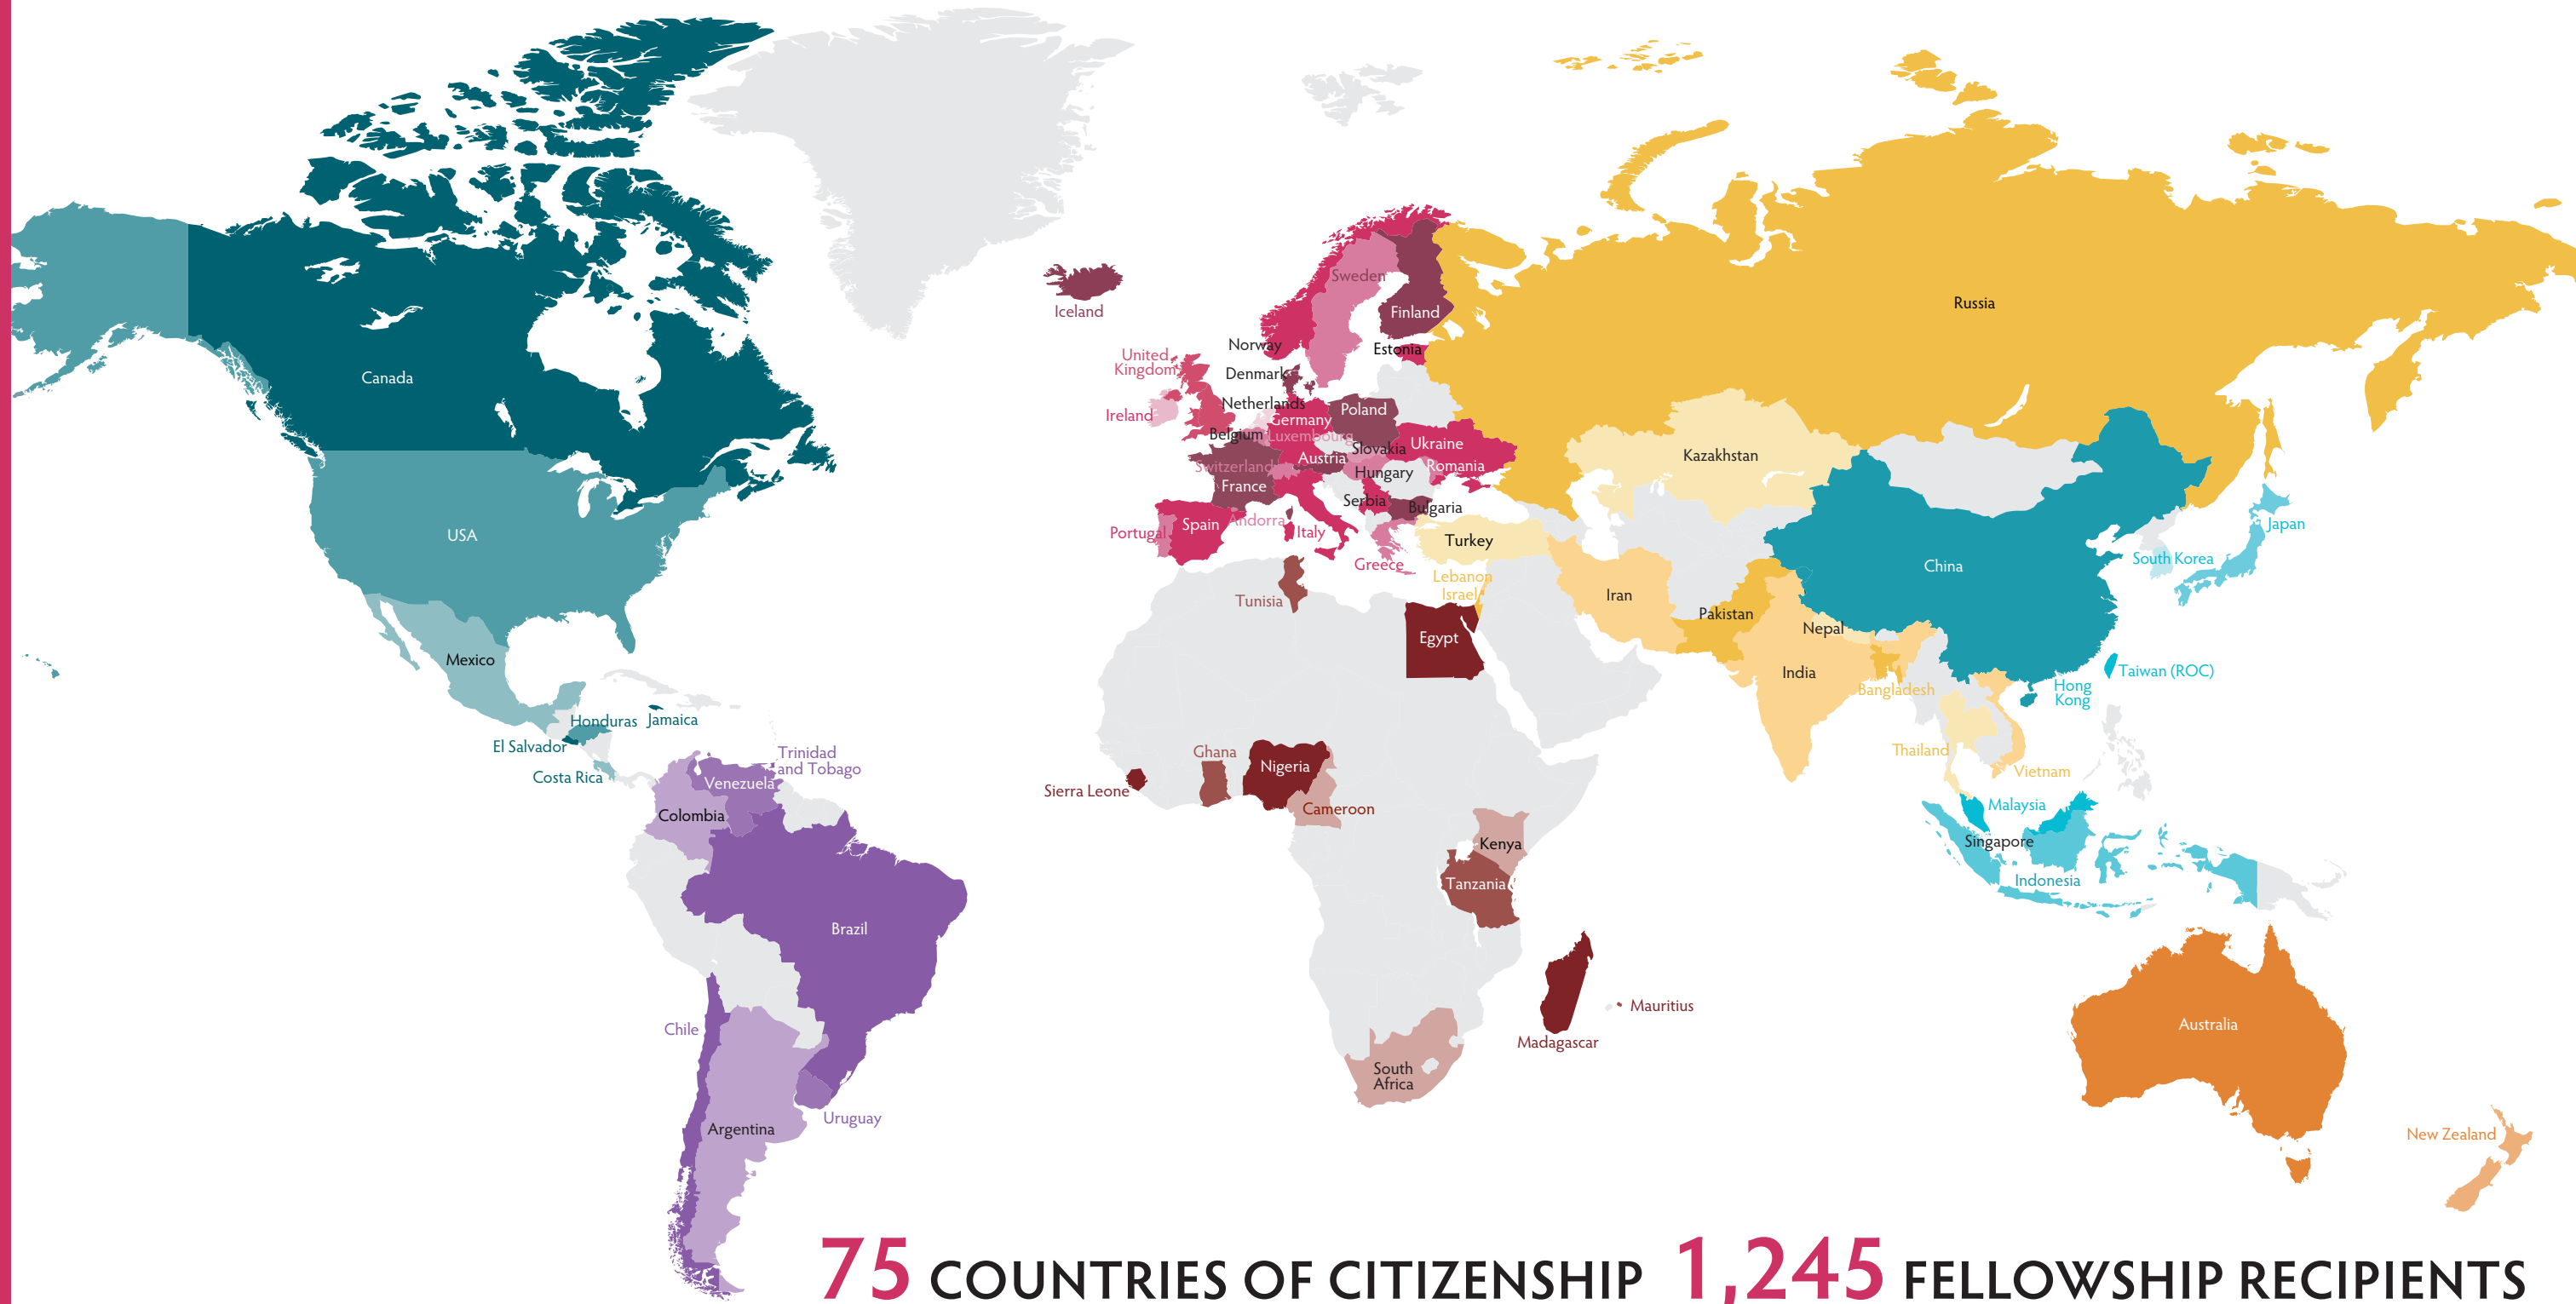 Canada
USA
Mexico
Honduras
Jamaica
El Salvador
Costa Rica
Trinidad
and Tobago
Venezuela
Colombia
Brazil
Chile
Uruguay
Argentina
Iceland
Sweden
Finland
Norway
Estonia
United
Kingdom
Denmark
Ireland
Netherlands
Poland
Germany
Belgium
Luxembourg
Ukraine
Slovakia
Austria
Switzerland
Romania
Hungary
France
Serbia
Bulgaria
Spain
Andorra
Portugal
Italy
Greece
Turkey
Lebanon
Israel
Tunisia
Egypt
Ghana
Nigeria
Sierra Leone
Cameroon
Kenya
Tanzania
Mauritius
Madagascar
South
Africa
Russia
Kazakhstan
Japan
South Korea
China
Iran
Pakistan
Nepal
India
Bangladesh
Taiwan (ROC)
Hong
Kong
Thailand
Vietnam
Malaysia
Singapore
Indonesia
Australia
New Zealand
75 COUNTRIES OF CITIZENSHIP 1,245 FELLOWSHIP RECIPIENTS